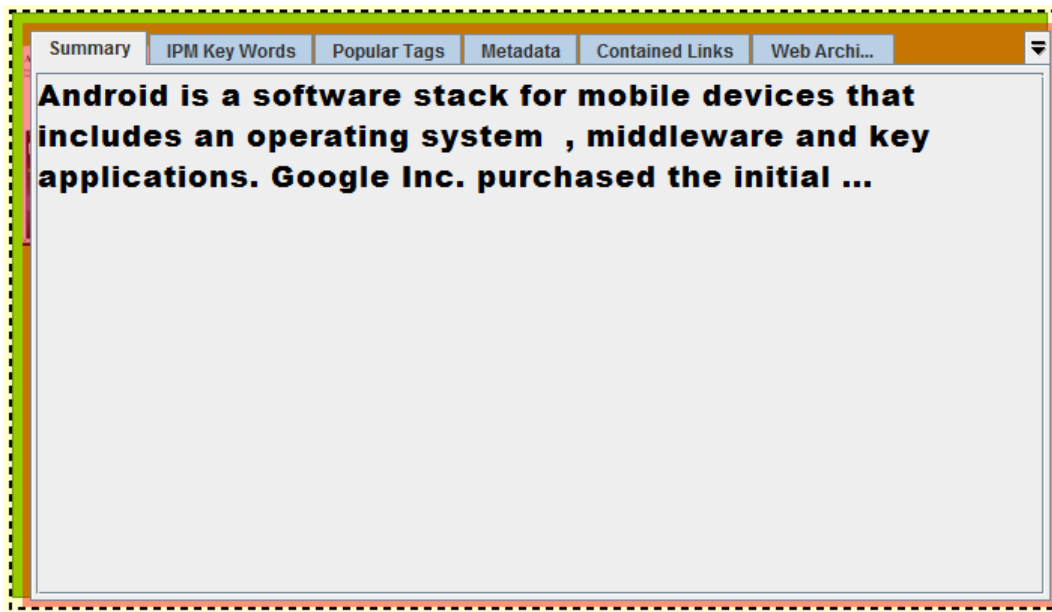 Summary IPM Key Words Popular Tags Metadata Contained Links Web Archi...
Android is a software stack for mobile devices that
includes an operating system  , middleware and key
applications. Google Inc. purchased the initial ...